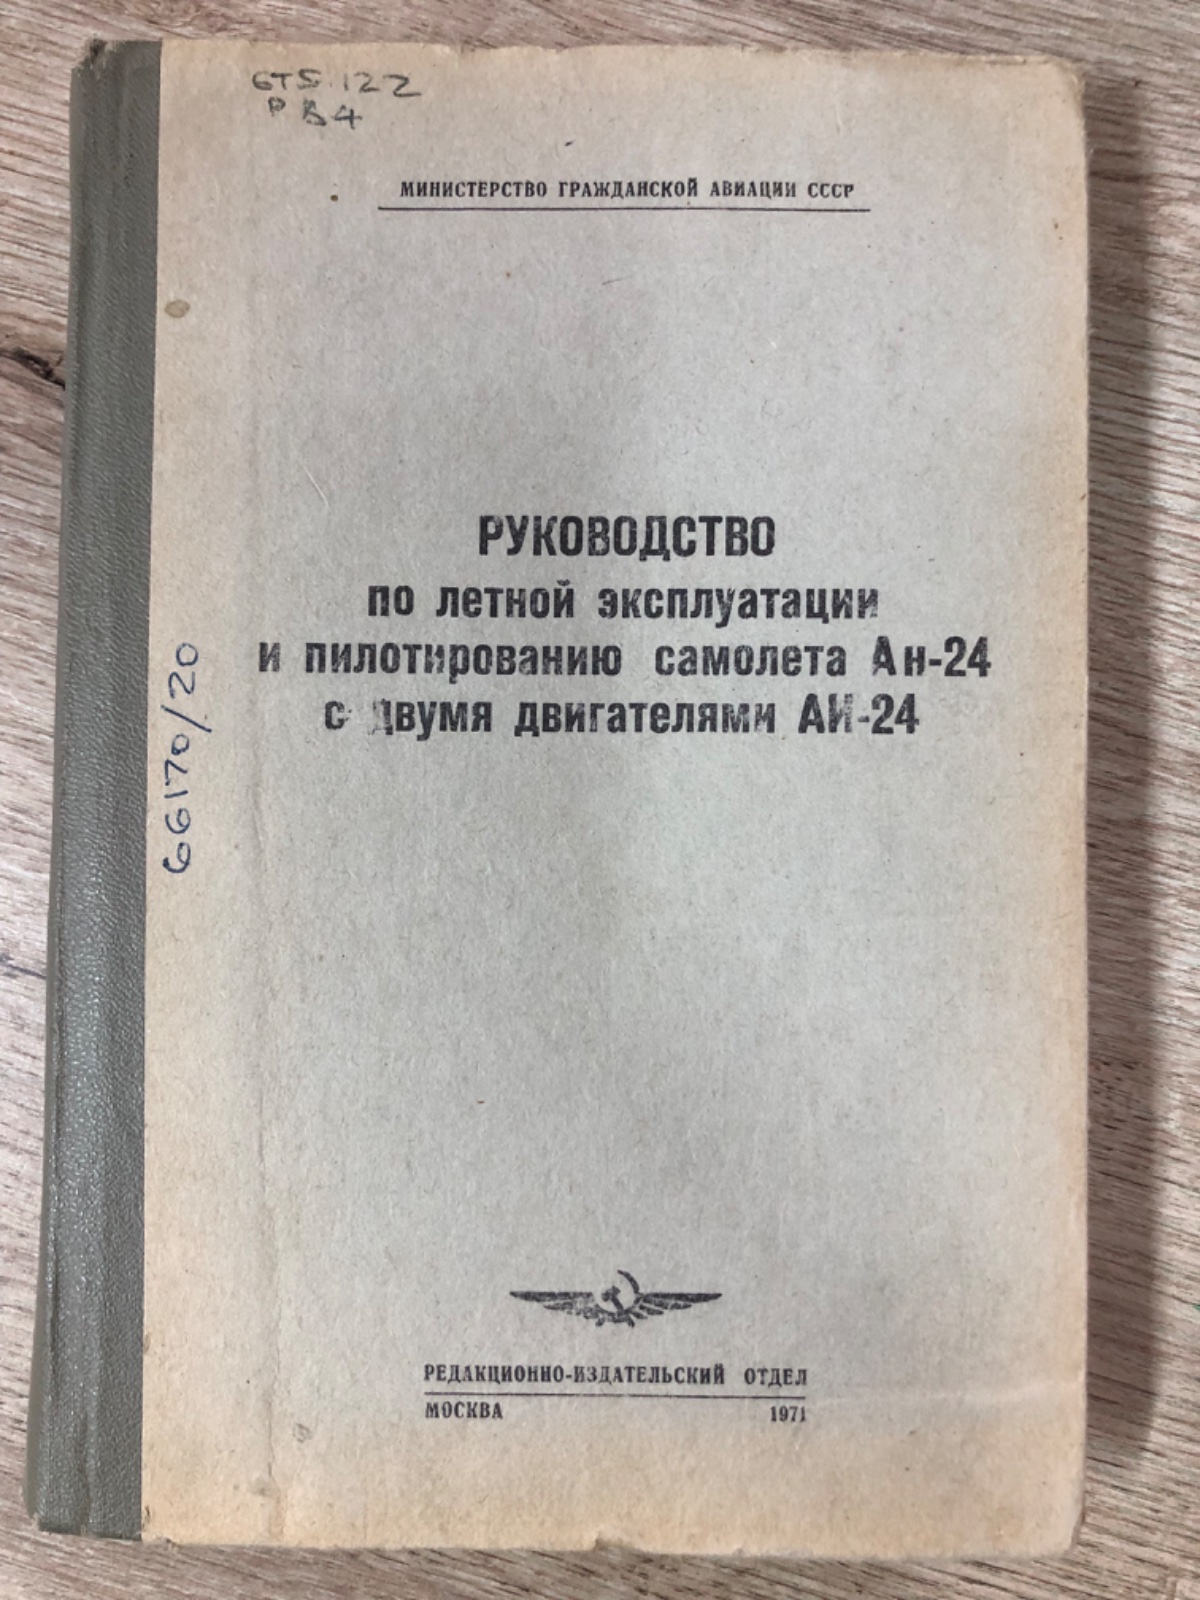 6T5.122
P B4
МИНИСТЕРСТВО ГРАЖДАНСКОЙ АВИАЦИИ СССР
РУКОВОДСТВО
по летной эксплуатации
и пилотированию самолета Ан-24
с двумя двигателями АИ-24
66170/20
РЕДАКЦИОННО-ИЗДАТЕЛЬСКИЙ ОТДЕЛ
МОСКВА 1971